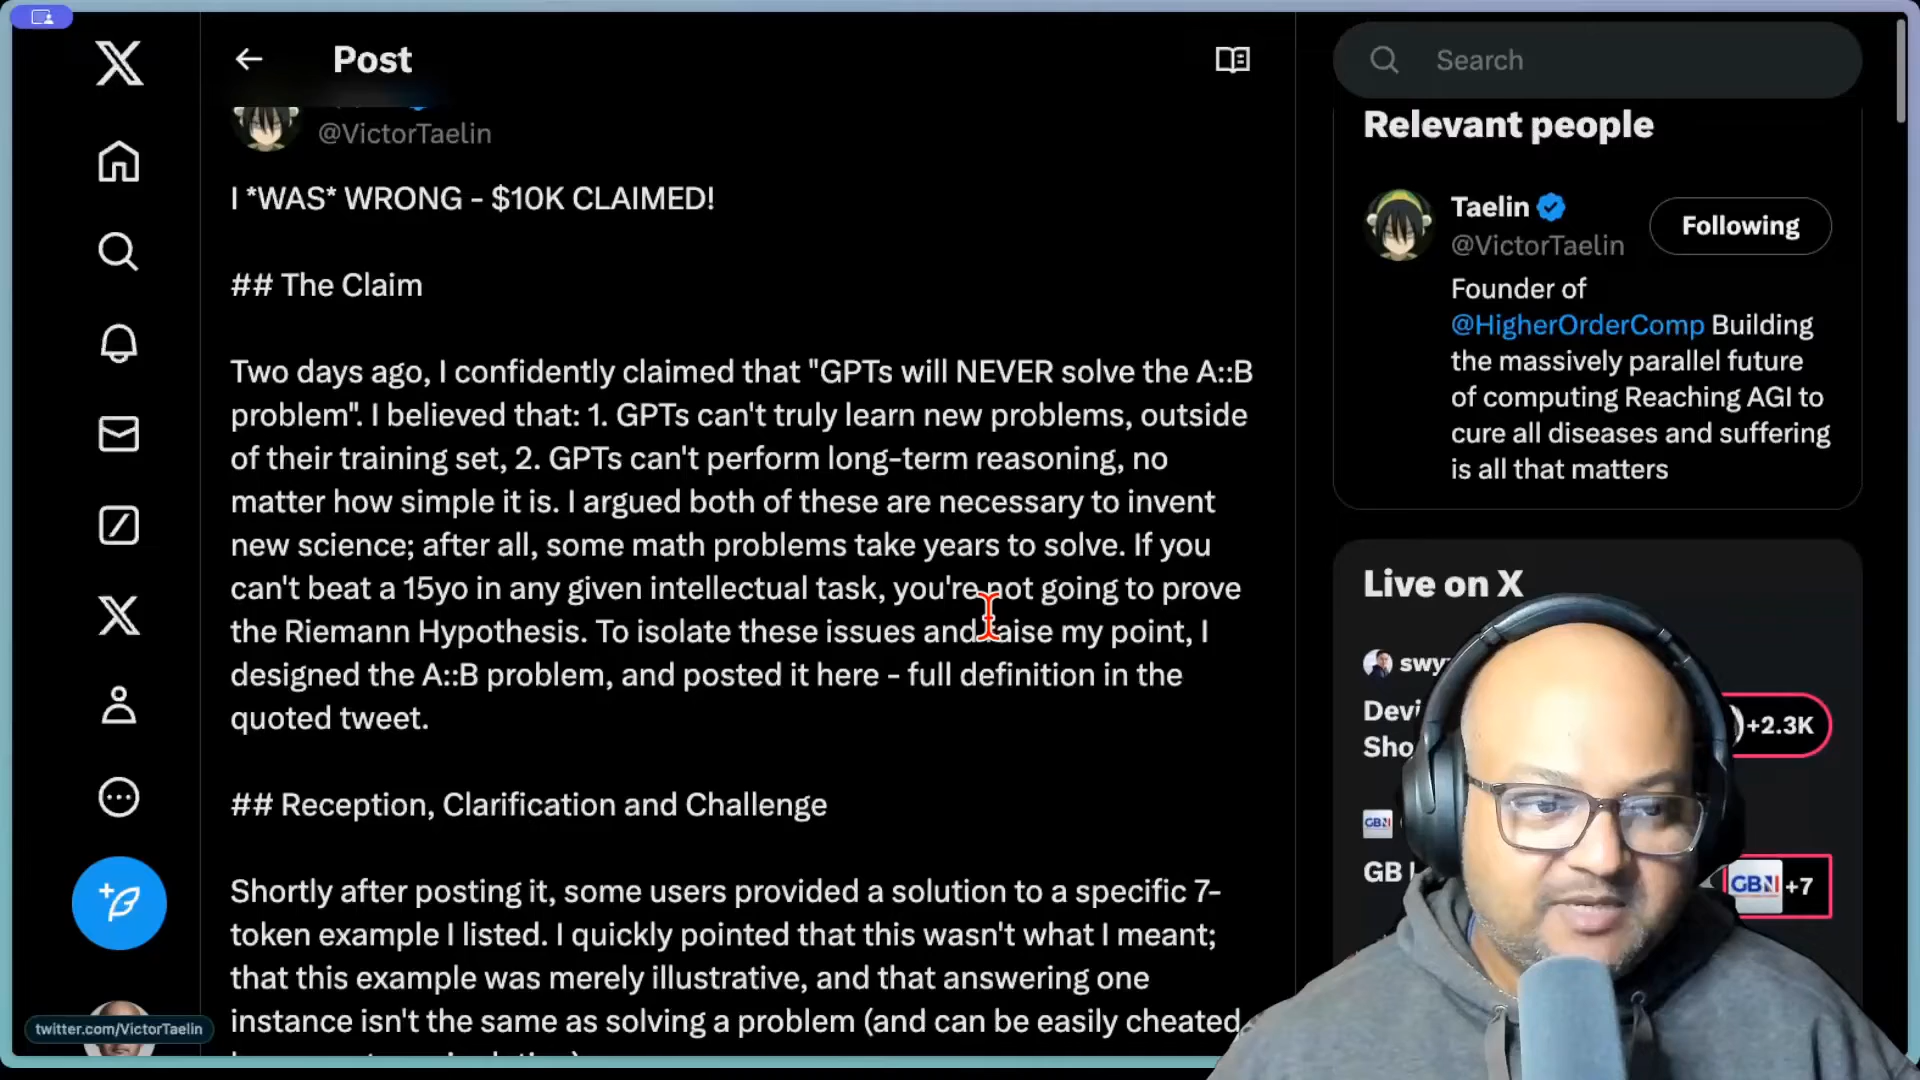 Post
Search
@VictorTaelin
I *WAS* WRONG - $10K CLAIMED!
## The Claim
Two days ago, I confidently claimed that "GPTs will NEVER solve the A::B
problem". I believed that: 1. GPTs can't truly learn new problems, outside
of their training set, 2. GPTs can't perform long-term reasoning, no
matter how simple it is. I argued both of these are necessary to invent
new science; after all, some math problems take years to solve. If you
can't beat a 15yo in any given intellectual task, you're not going to prove
the Riemann Hypothesis. To isolate these issues and raise my point, I
designed the A::B problem, and posted it here - full definition in the
quoted tweet.
## Reception, Clarification and Challenge
Shortly after posting it, some users provided a solution to a specific 7-
token example I listed. I quickly pointed that this wasn't what I meant;
that this example was merely illustrative, and that answering one
instance isn't the same as solving a problem (and can be easily cheated
twitter.com/VictorTaelin
Relevant people
Taelin
@VictorTaelin
Following
Founder of
@HigherOrderComp Building
the massively parallel future
of computing Reaching AGI to
cure all diseases and suffering
is all that matters
Live on X
+2.3K
GBN
GB
GBN +7